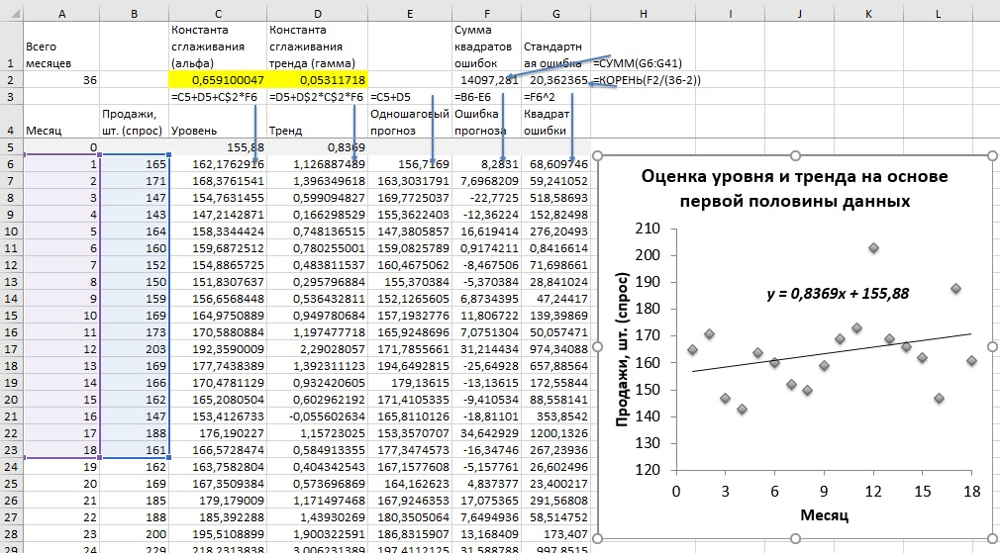 A B C D E F G H I J K L
1 Всего месяцев Константа сглаживания (альфа) Константа сглаживания тренда (гамма) Сумма квадратов ошибок Стандартная ошибка =СУММ(G6:G41)
2 36 0,659100047 0,05311718 14097,281 20,362365 =КОРЕНЬ(F2/(36-2))
3 =C5+D5+C$2*F6 =D5+D$2*C$2*F6 =C5+D5 =B6-E6 =F6^2
4 Месяц Продажи, шт. (спрос) Уровень Тренд Одношаговый прогноз Ошибка прогноза Квадрат ошибки
5 0 155,88 0,8369
6 1 165 162,1762916 1,126887489 156,7169 8,2831 68,609746
7 2 171 168,3761541 1,396349618 163,3031791 7,6968209 59,241052
8 3 147 154,7631455 0,599094827 169,7725037 -22,7725 518,58693
9 4 143 147,2142871 0,166298529 155,3622403 -12,36224 152,82498
10 5 164 158,3344424 0,748136515 147,3805857 16,619414 276,20493
11 6 160 159,6872512 0,780255001 159,0825789 0,9174211 0,8416614
12 7 152 154,8865725 0,483811537 160,4675062 -8,467506 71,698661
13 8 150 151,8307637 0,295796884 155,370384 -5,370384 28,841024
14 9 159 156,6568448 0,536432811 152,1265605 6,8734395 47,24417
15 10 169 164,9750889 0,949780684 157,1932776 11,806722 139,39869
16 11 173 170,5880884 1,197477718 165,9248696 7,0751304 50,057471
17 12 203 192,3590009 2,29028057 171,7855661 31,214434 974,34088
18 13 169 177,7438389 1,392311123 194,6492815 -25,64928 657,88564
19 14 166 170,4781129 0,932420605 179,13615 -13,13615 172,55844
20 15 162 165,2080504 0,602962192 171,4105335 -9,410534 88,558141
21 16 147 153,4126733 -0,055602634 165,8110126 -18,81101 353,8542
22 17 188 176,190227 1,15723025 153,3570707 34,642929 1200,1326
23 18 161 166,5728474 0,584913355 177,3474573 -16,34746 267,23936
24 19 162 163,7582804 0,404342543 167,1577608 -5,157761 26,602496
25 20 169 167,3509384 0,573696869 164,162623 4,837377 23,400217
26 21 185 179,179009 1,171497468 167,9246353 17,075365 291,56808
27 22 188 185,392288 1,43930269 180,3505064 7,6494936 58,514752
28 23 200 195,5108899 1,900322591 186,8315907 13,168409 173,407
29 24 229 218,2313838 3,006231389 197,4112125 31,588788 997,8515
Оценка уровня и тренда на основе
первой половины данных
Продажи, шт. (спрос)
210
200
190
180
170
160
150
140
130
120
y = 0,8369x + 155,88
0 3 6 9 12 15 18
Месяц